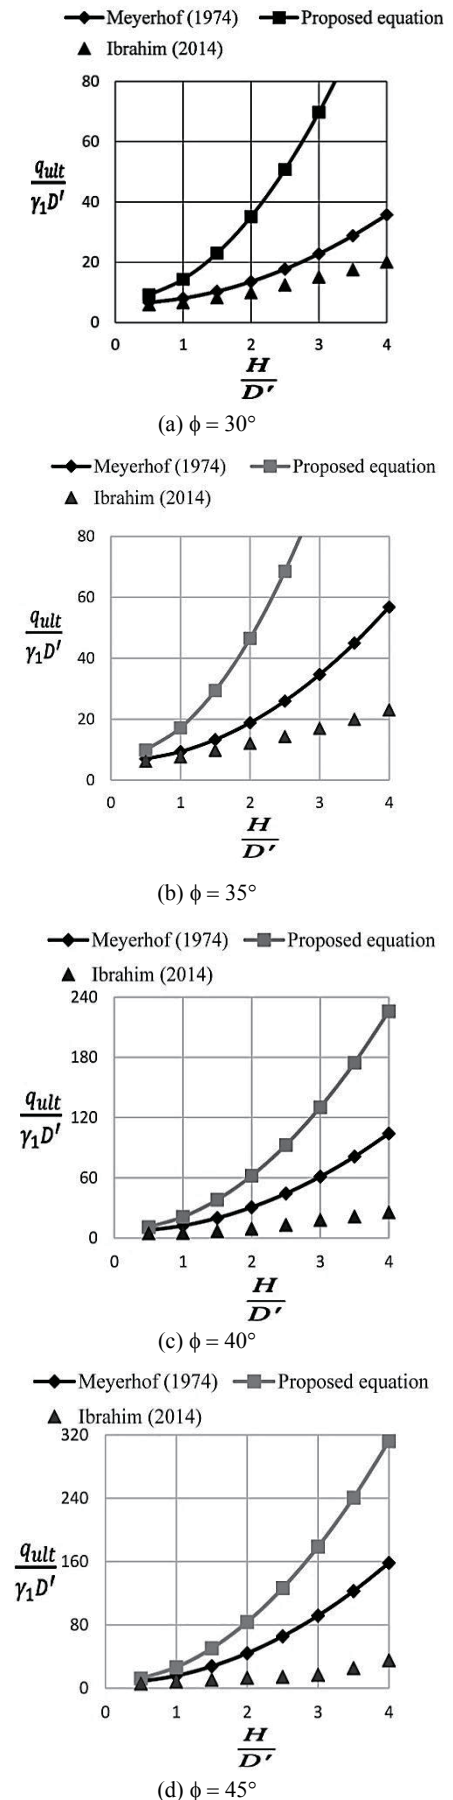 Meyerhof (1974) Proposed equation
Ibrahim (2014)
80
60
40
20
0
q_ult / γ₁D′
0 1 2 3 4
H / D′
(a) ϕ = 30°
Meyerhof (1974) Proposed equation
Ibrahim (2014)
80
60
40
20
0
q_ult / γ₁D′
0 1 2 3 4
H / D′
(b) ϕ = 35°
Meyerhof (1974) Proposed equation
Ibrahim (2014)
240
180
120
60
0
q_ult / γ₁D′
0 1 2 3 4
H / D′
(c) ϕ = 40°
Meyerhof (1974) Proposed equation
Ibrahim (2014)
320
240
160
80
0
q_ult / γ₁D′
0 1 2 3 4
H / D′
(d) ϕ = 45°